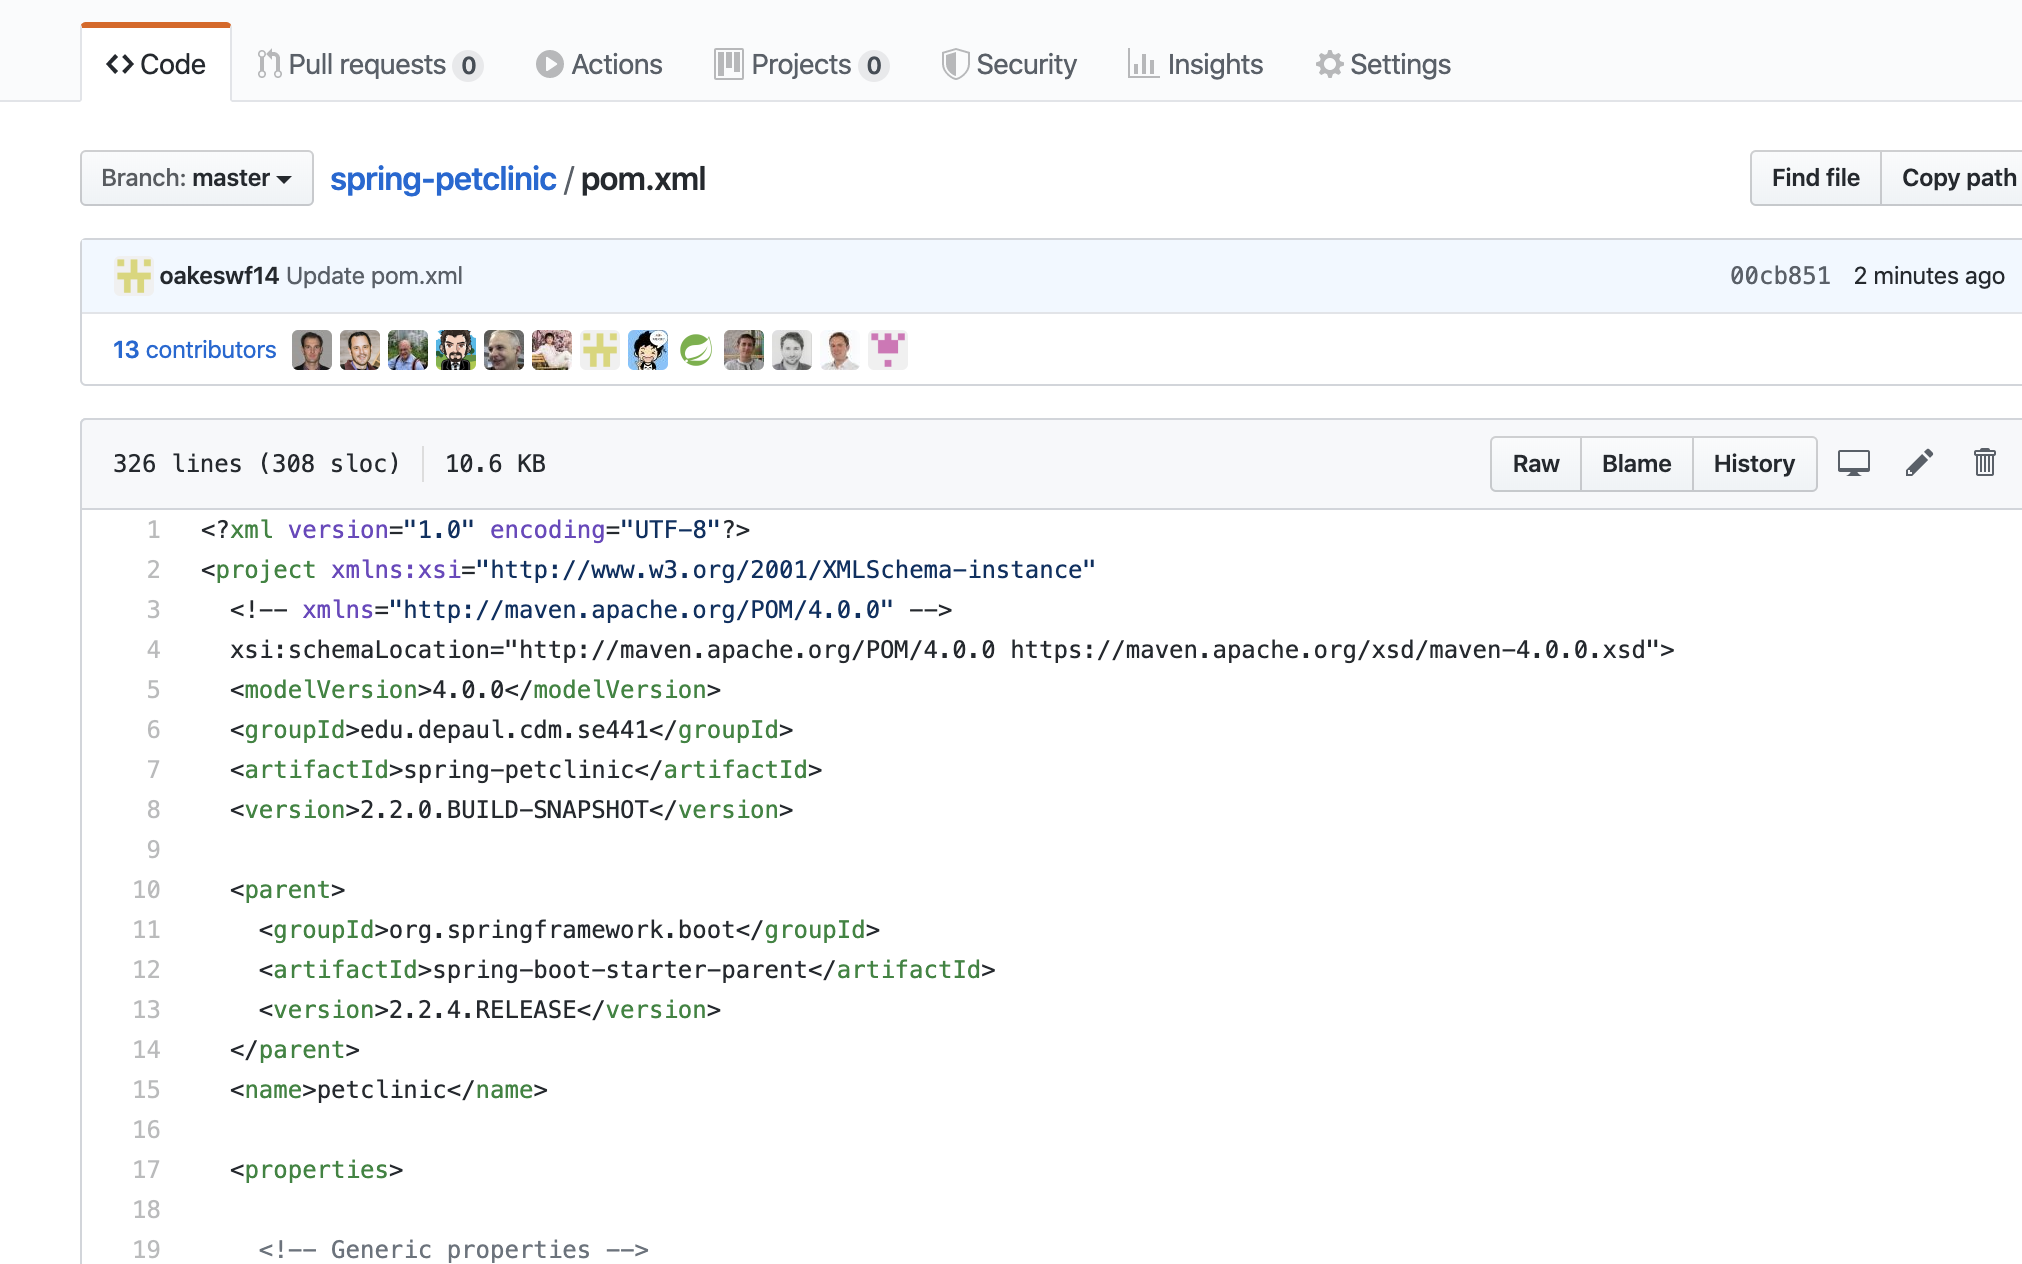 Code Pull requests 0 Actions Projects 0 Security Insights Settings
Branch: master spring-petclinic / pom.xml Find file Copy path
oakeswf14 Update pom.xml 00cb851 2 minutes ago
13 contributors
326 lines (308 sloc) 10.6 KB Raw Blame History
1 <?xml version="1.0" encoding="UTF-8"?>
2 <project xmlns:xsi="http://www.w3.org/2001/XMLSchema-instance"
3 <!-- xmlns="http://maven.apache.org/POM/4.0.0" -->
4 xsi:schemaLocation="http://maven.apache.org/POM/4.0.0 https://maven.apache.org/xsd/maven-4.0.0.xsd">
5 <modelVersion>4.0.0</modelVersion>
6 <groupId>edu.depaul.cdm.se441</groupId>
7 <artifactId>spring-petclinic</artifactId>
8 <version>2.2.0.BUILD-SNAPSHOT</version>
9
10 <parent>
11 <groupId>org.springframework.boot</groupId>
12 <artifactId>spring-boot-starter-parent</artifactId>
13 <version>2.2.4.RELEASE</version>
14 </parent>
15 <name>petclinic</name>
16
17 <properties>
18
19 <!-- Generic properties -->